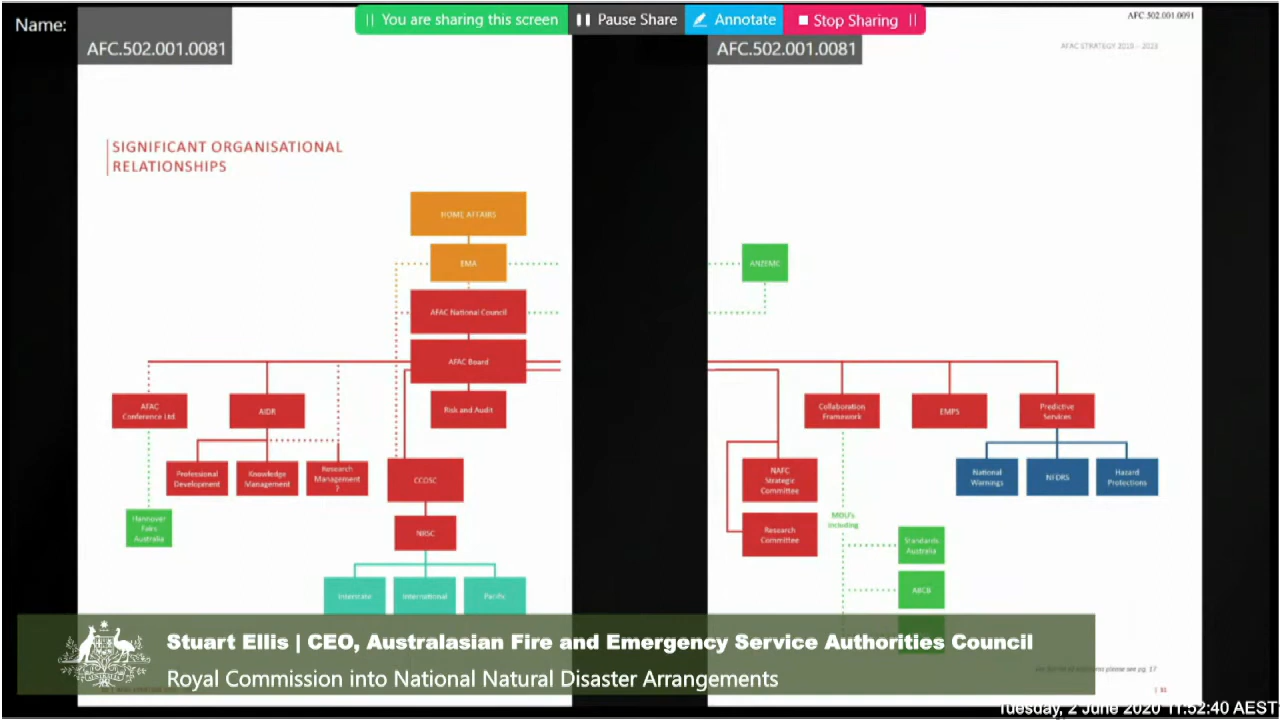 Name:
You are sharing this screen
Pause Share
Annotate
Stop Sharing
AFC.502.001.0091
AFC.502.001.0081
AFC.502.001.0081
AFAC STRATEGY 2019 – 2023
SIGNIFICANT ORGANISATIONAL
RELATIONSHIPS
HOME AFFAIRS
EMA
ANZEMC
AFAC National Council
AFAC Board
Risk and Audit
AFAC
Conference Ltd.
AIDR
Collaboration
Framework
EMPS
Predictive
Services
Professional
Development
Knowledge
Management
Research
Management
?
CCOSC
NAFC
Strategic
Committee
National
Warnings
NFDRS
Hazard
Protections
Hannover
Fairs
Australia
NRSC
MOU's
including
Research
Committee
Standards
Australia
Interstate
International
Pacific
ABCB
Stuart Ellis | CEO, Australasian Fire and Emergency Service Authorities Council
Royal Commission into National Natural Disaster Arrangements
please see pg. 17
Tuesday, 2 June 2020 11:52:40 AEST